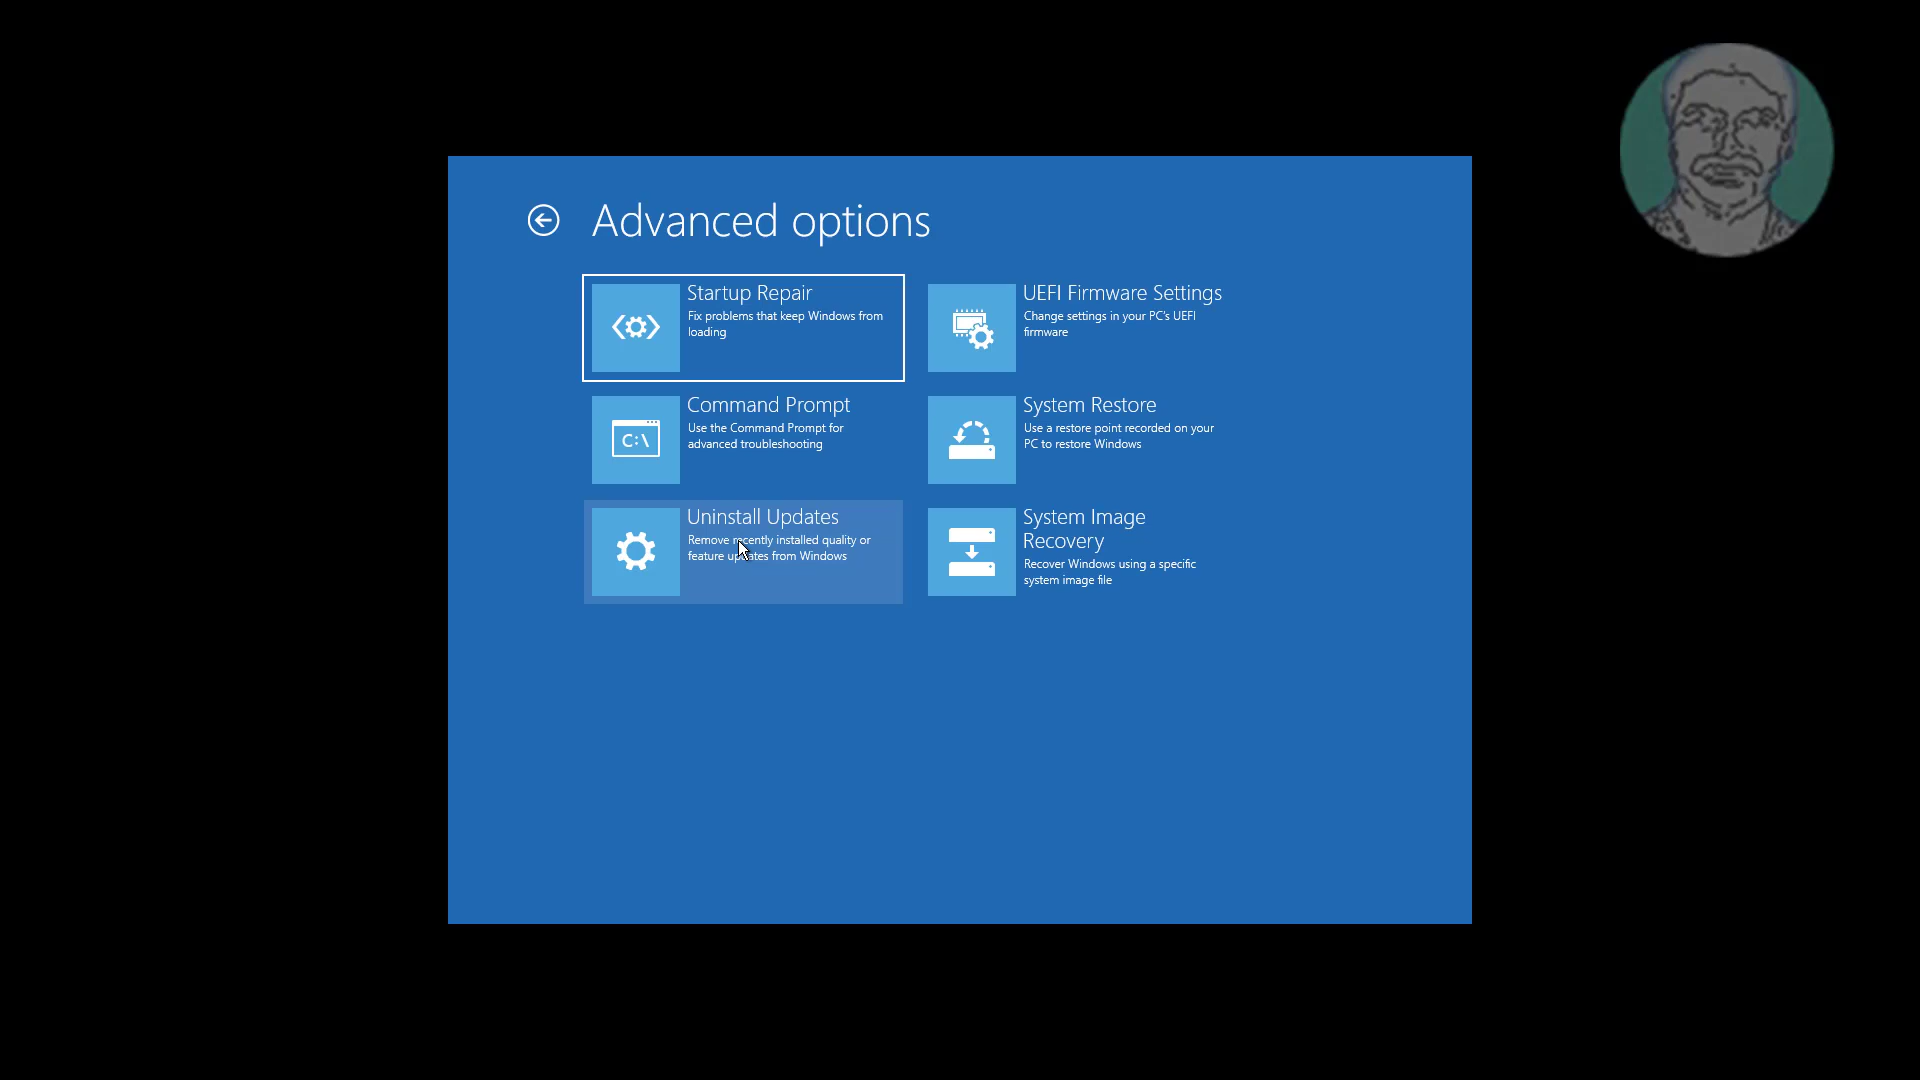 Advanced options
Startup Repair
Fix problems that keep Windows from
loading
UEFI Firmware Settings
Change settings in your PC's UEFI
firmware
C:\
Command Prompt
Use the Command Prompt for
advanced troubleshooting
System Restore
Use a restore point recorded on your
PC to restore Windows
Uninstall Updates
Remove recently installed quality or
feature updates from Windows
System Image
Recovery
Recover Windows using a specific
system image file